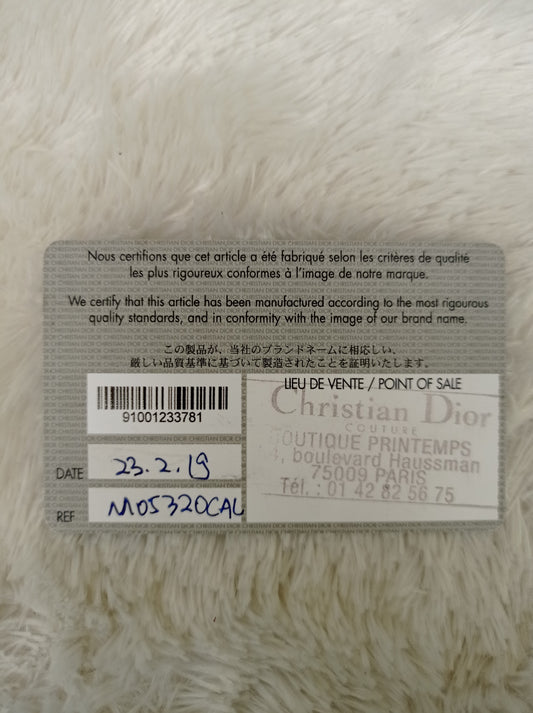 Nous certifions que cet article a été fabriqué selon les critères de qualité
les plus rigoureux conformes à l'image de notre marque.
We certify that this article has been manufactured according to the most rigourous
quality standards, and in conformity with the image of our brand name.
この製品が、当社のブランドネームに相応しい、
厳しい品質基準に基づいて製造されたことを証明いたします。
91001233781
DATE 23.2.19
REF M05320CAL
LIEU DE VENTE / POINT OF SALE
Christian Dior
COUTURE
BOUTIQUE PRINTEMPS
boulevard Haussman
75009 PARIS
Tél. : 01 42 82 56 75